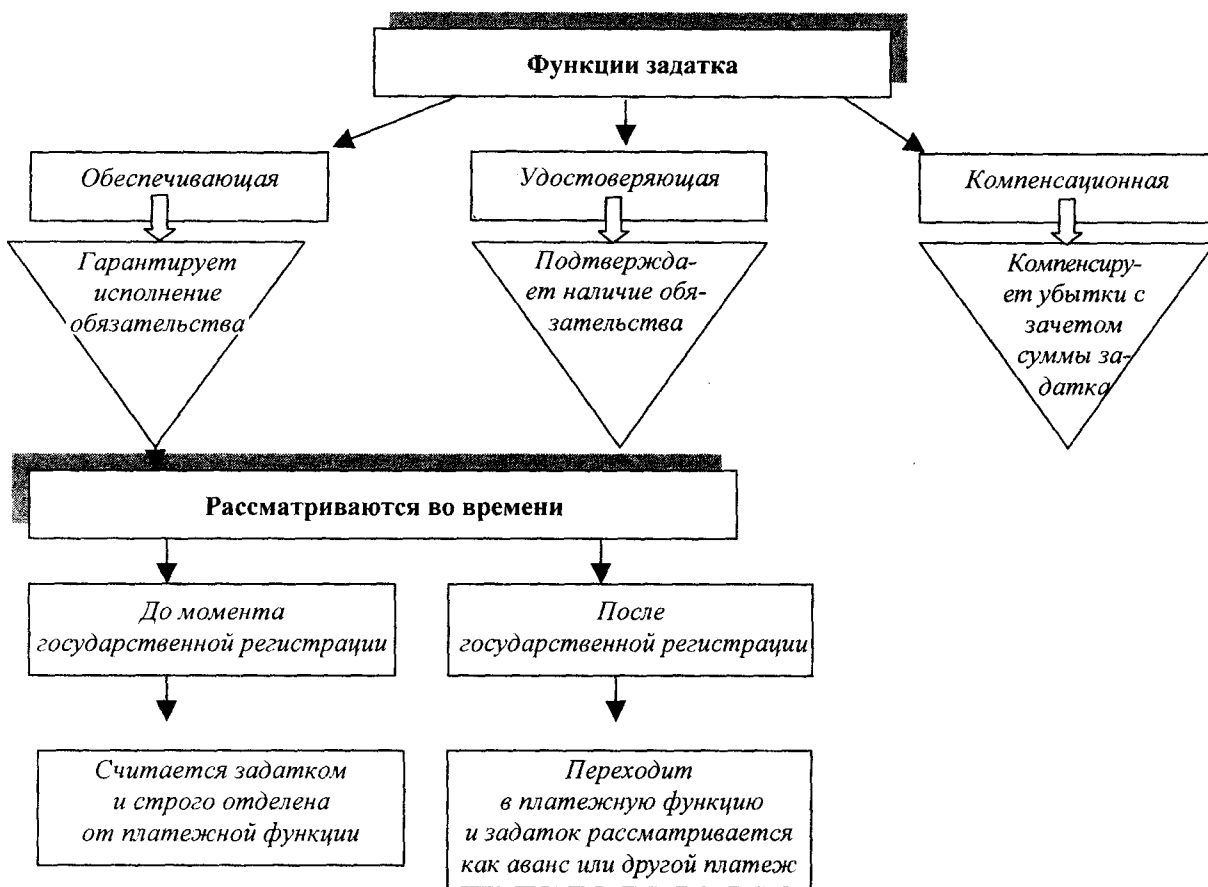 Функции задатка
Обеспечивающая
Удостоверяющая
Компенсационная
Гарантирует
исполнение
обязательства
Подтвержда-
ет наличие обя-
зательства
Компенсиру-
ет убытки с
зачетом
суммы за-
датка
Рассматриваются во времени
До момента
государственной регистрации
После
государственной регистрации
Считается задатком
и строго отделена
от платежной функции
Переходит
в платежную функцию
и задаток рассматривается
как аванс или другой платеж